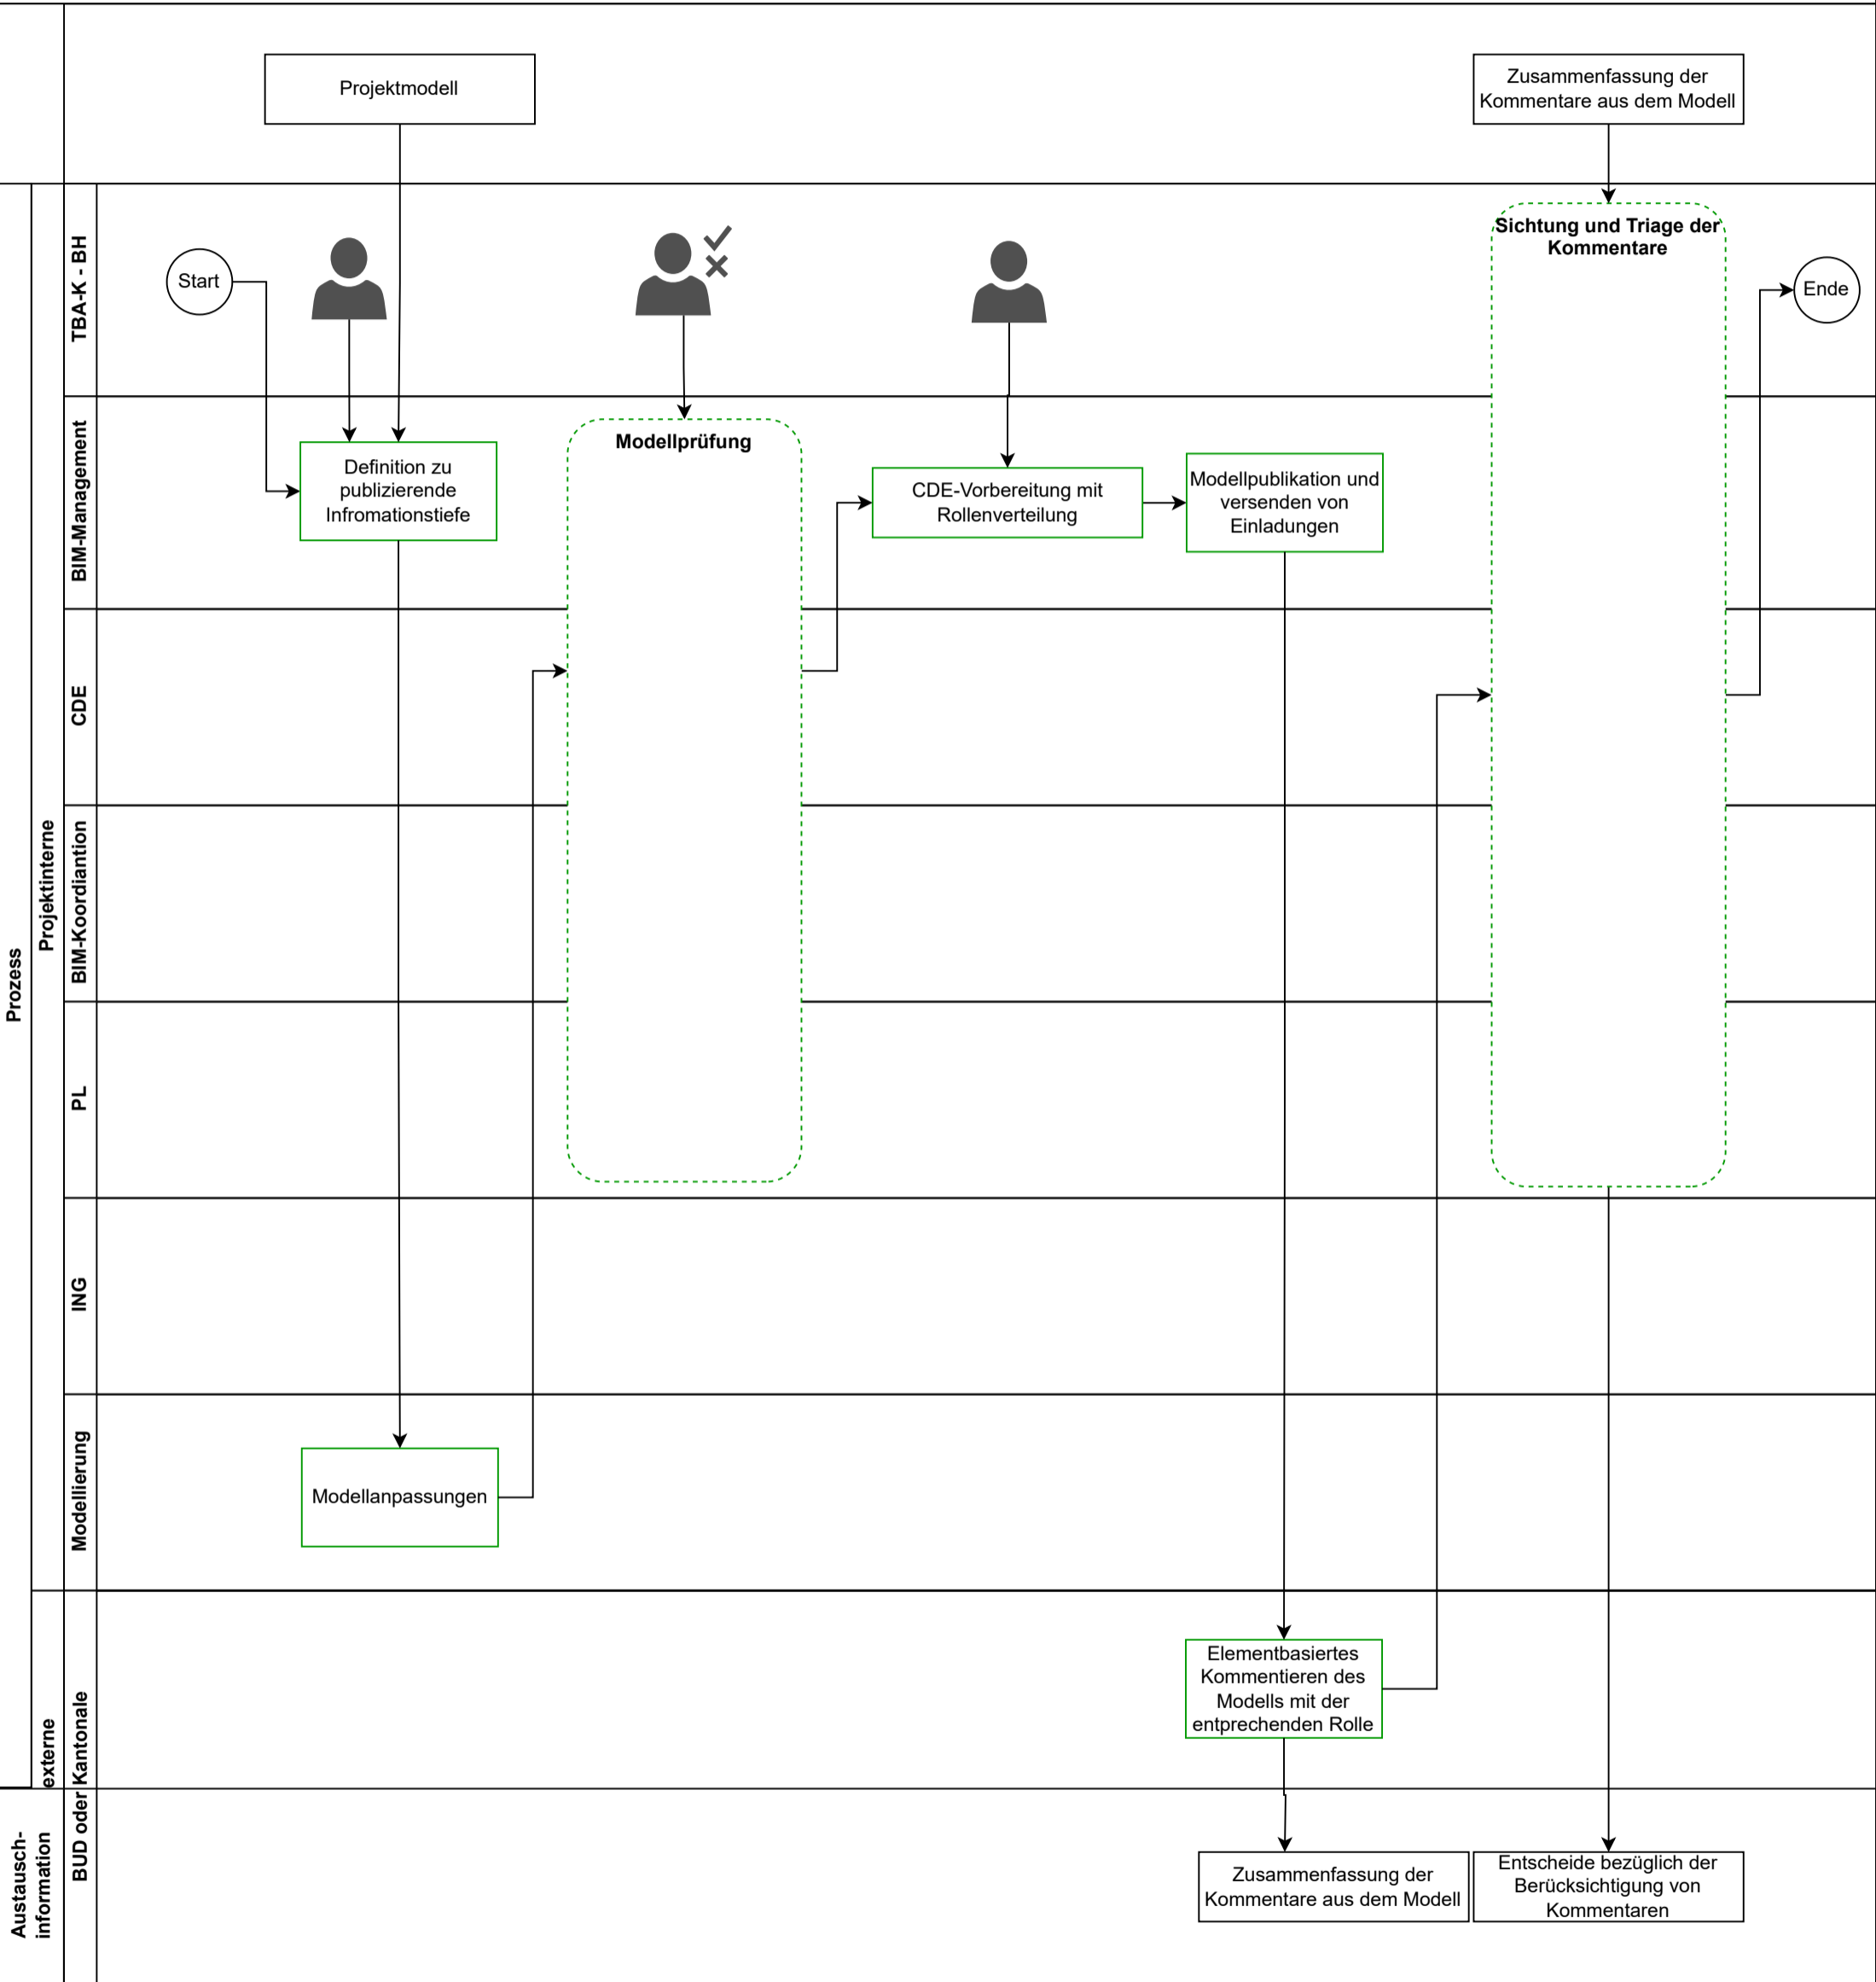 Projektmodell
Zusammenfassung der
Kommentare aus dem Modell
Prozess
Projektinterne
TBA-K - BH
Start
Sichtung und Triage der
Kommentare
Ende
BIM-Management
Definition zu
publizierende
Infromationstiefe
Modellprüfung
CDE-Vorbereitung mit
Rollenverteilung
Modellpublikation und
versenden von
Einladungen
CDE
BIM-Koordiantion
PL
ING
Modellierung
Modellanpassungen
externe
BUD oder Kantonale
Elementbasiertes
Kommentieren des
Modells mit der
entprechenden Rolle
Austausch-
information
Zusammenfassung der
Kommentare aus dem Modell
Entscheide bezüglich der
Berücksichtigung von
Kommentaren